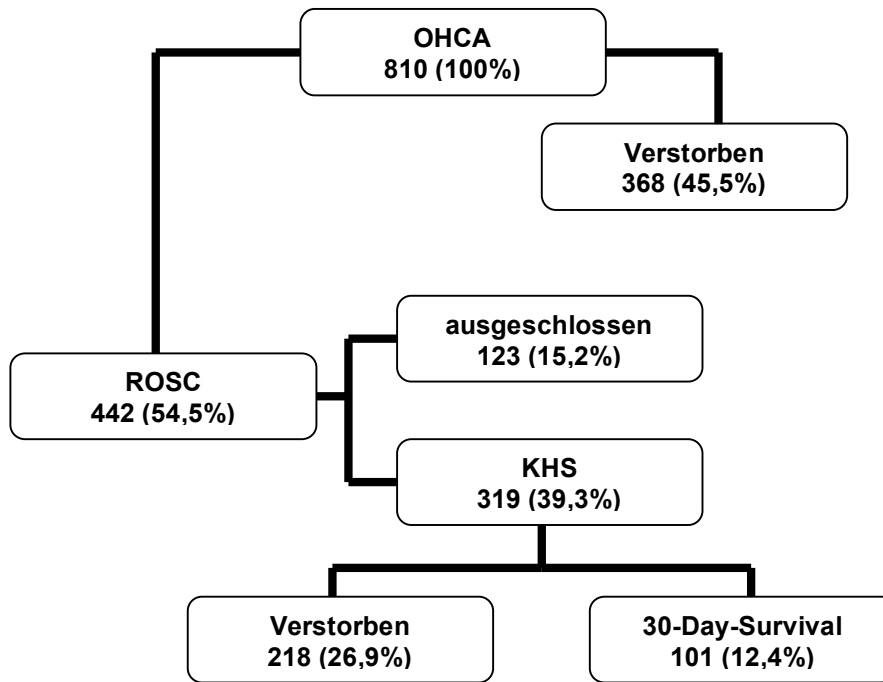 OHCA
810 (100%)
Verstorben
368 (45,5%)
ausgeschlossen
123 (15,2%)
ROSC
442 (54,5%)
KHS
319 (39,3%)
Verstorben
218 (26,9%)
30-Day-Survival
101 (12,4%)